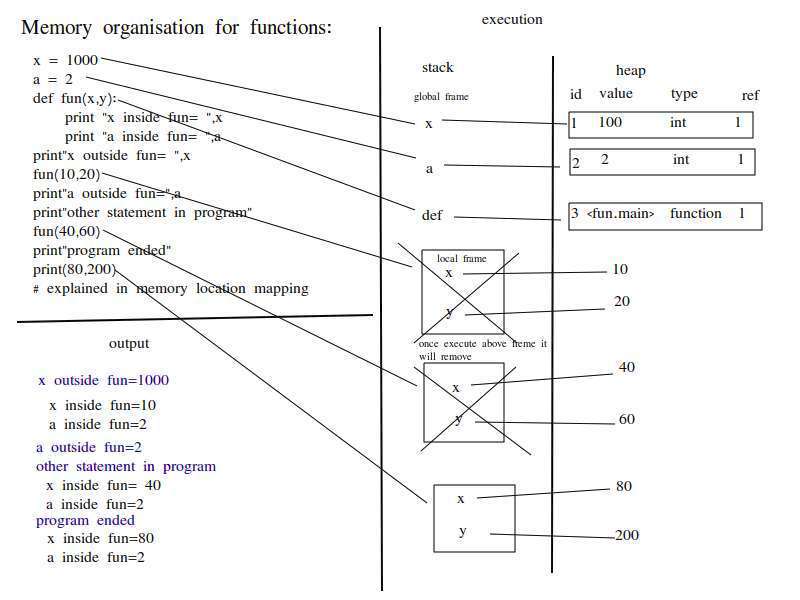 Memory organisation for functions:
x = 1000
a = 2
def fun(x,y):
print "x inside fun= ",x
print "a inside fun= ",a
print"x outside fun= ",x
fun(10,20)
print"a outside fun=",a
print"other statement in program"
fun(40,60)
print"program ended"
print(80,200)
# explained in memory location mapping
output
x outside fun=1000
x inside fun=10
a inside fun=2
a outside fun=2
other statement in program
x inside fun= 40
a inside fun=2
program ended
x inside fun=80
a inside fun=2
execution
stack
global frame
x
a
def
local frame
x
y
once execute above frame it
will remove
x
y
x
y
heap
id value type ref
1 100 int 1
2 2 int 1
3 <fun.main> function 1
10
20
40
60
80
200